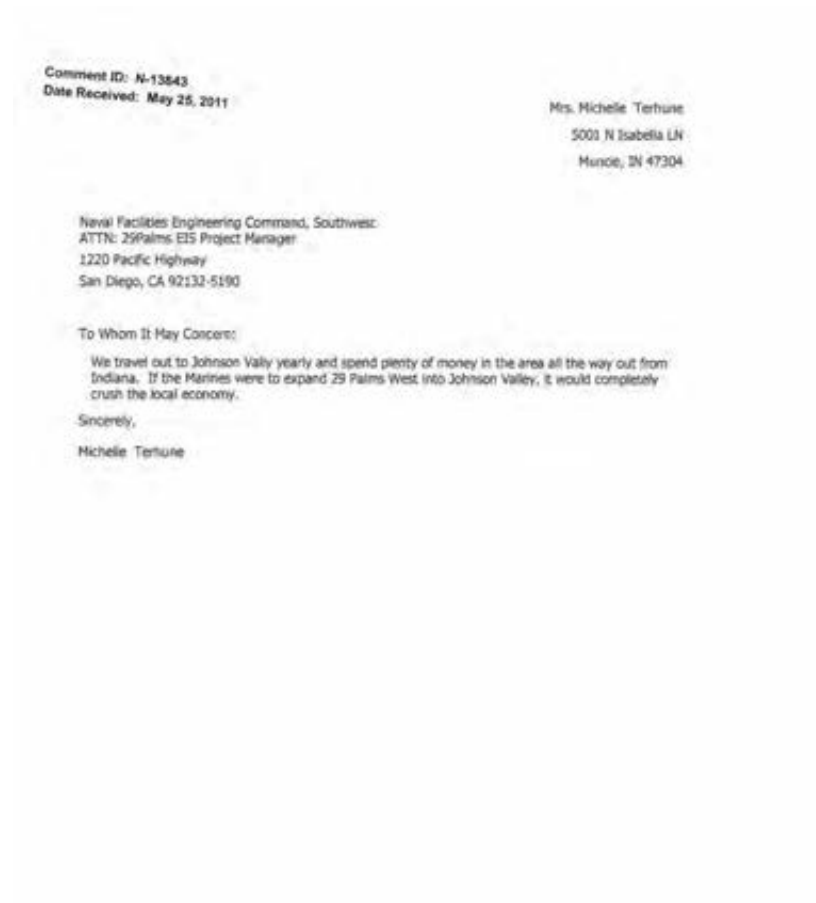 Comment ID: N-13843
Date Received: May 25, 2011
Mrs. Michelle Terhune
5001 N Isabella LN
Muncie, IN 47304
Naval Facilities Engineering Command, Southwest
ATTN: 29Palms EIS Project Manager
1220 Pacific Highway
San Diego, CA 92132-5190
To Whom It May Concern:
We travel out to Johnson Vally yearly and spend plenty of money in the area all the way out from
Indiana. If the Marines were to expand 29 Palms West into Johnson Valley, it would completely
crush the local economy.
Sincerely,
Michelle Terhune